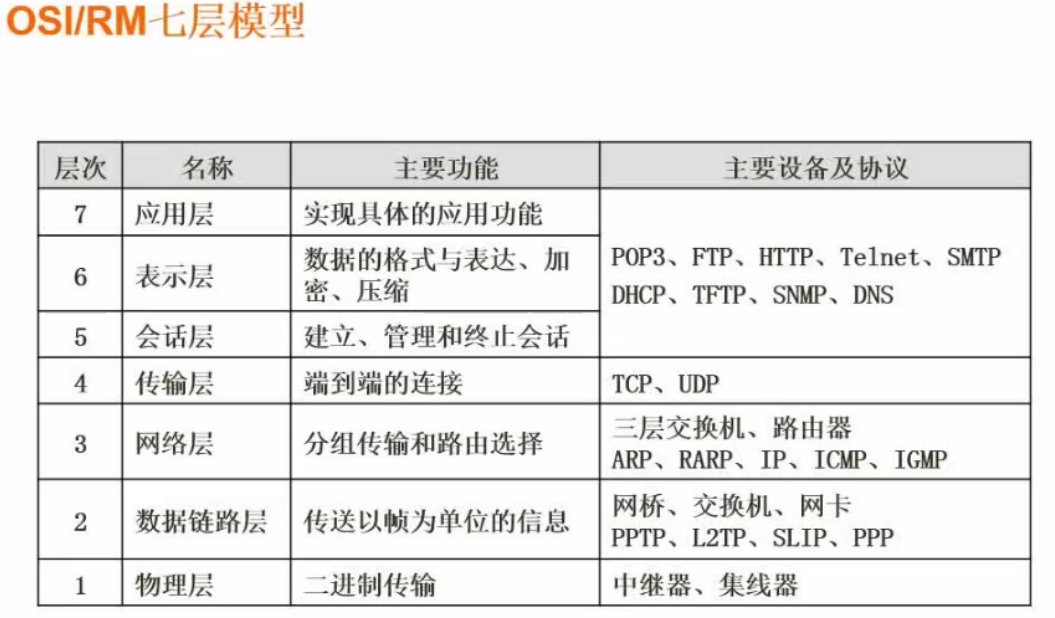 OSI/RM七层模型
层次 名称 主要功能 主要设备及协议
7 应用层 实现具体的应用功能
6 表示层 数据的格式与表达、加
密、压缩
POP3、FTP、HTTP、Telnet、SMTP
DHCP、TFTP、SNMP、DNS
5 会话层 建立、管理和终止会话
4 传输层 端到端的连接 TCP、UDP
3 网络层 分组传输和路由选择 三层交换机、路由器
ARP、RARP、IP、ICMP、IGMP
2 数据链路层 传送以帧为单位的信息 网桥、交换机、网卡
PPTP、L2TP、SLIP、PPP
1 物理层 二进制传输 中继器、集线器